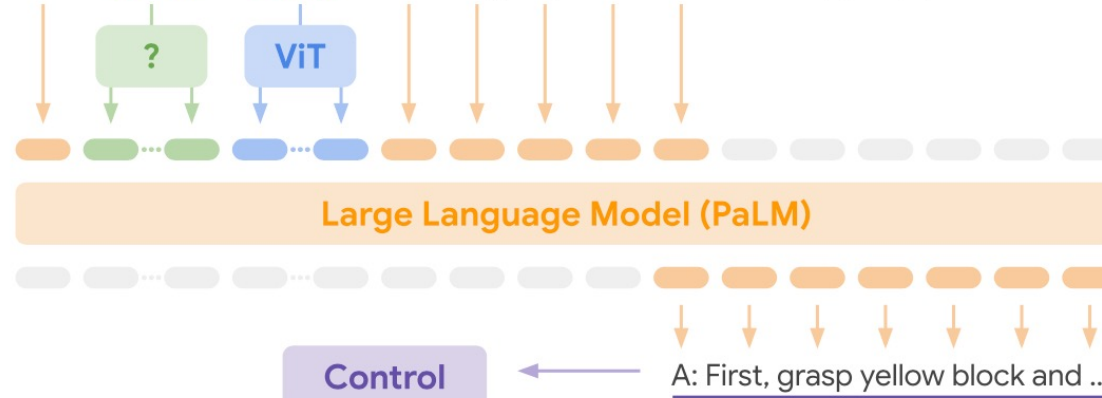 ? ViT
Large Language Model (PaLM)
Control A: First, grasp yellow block and ..